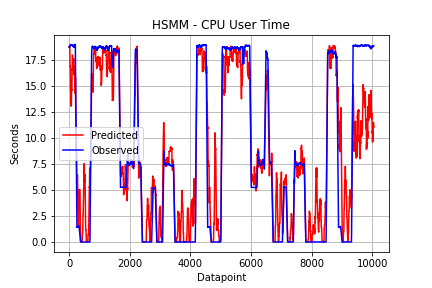 HSMM - CPU User Time
Seconds
17.5
15.0
12.5
10.0
7.5
5.0
2.5
0.0
Predicted
Observed
0 2000 4000 6000 8000 10000
Datapoint